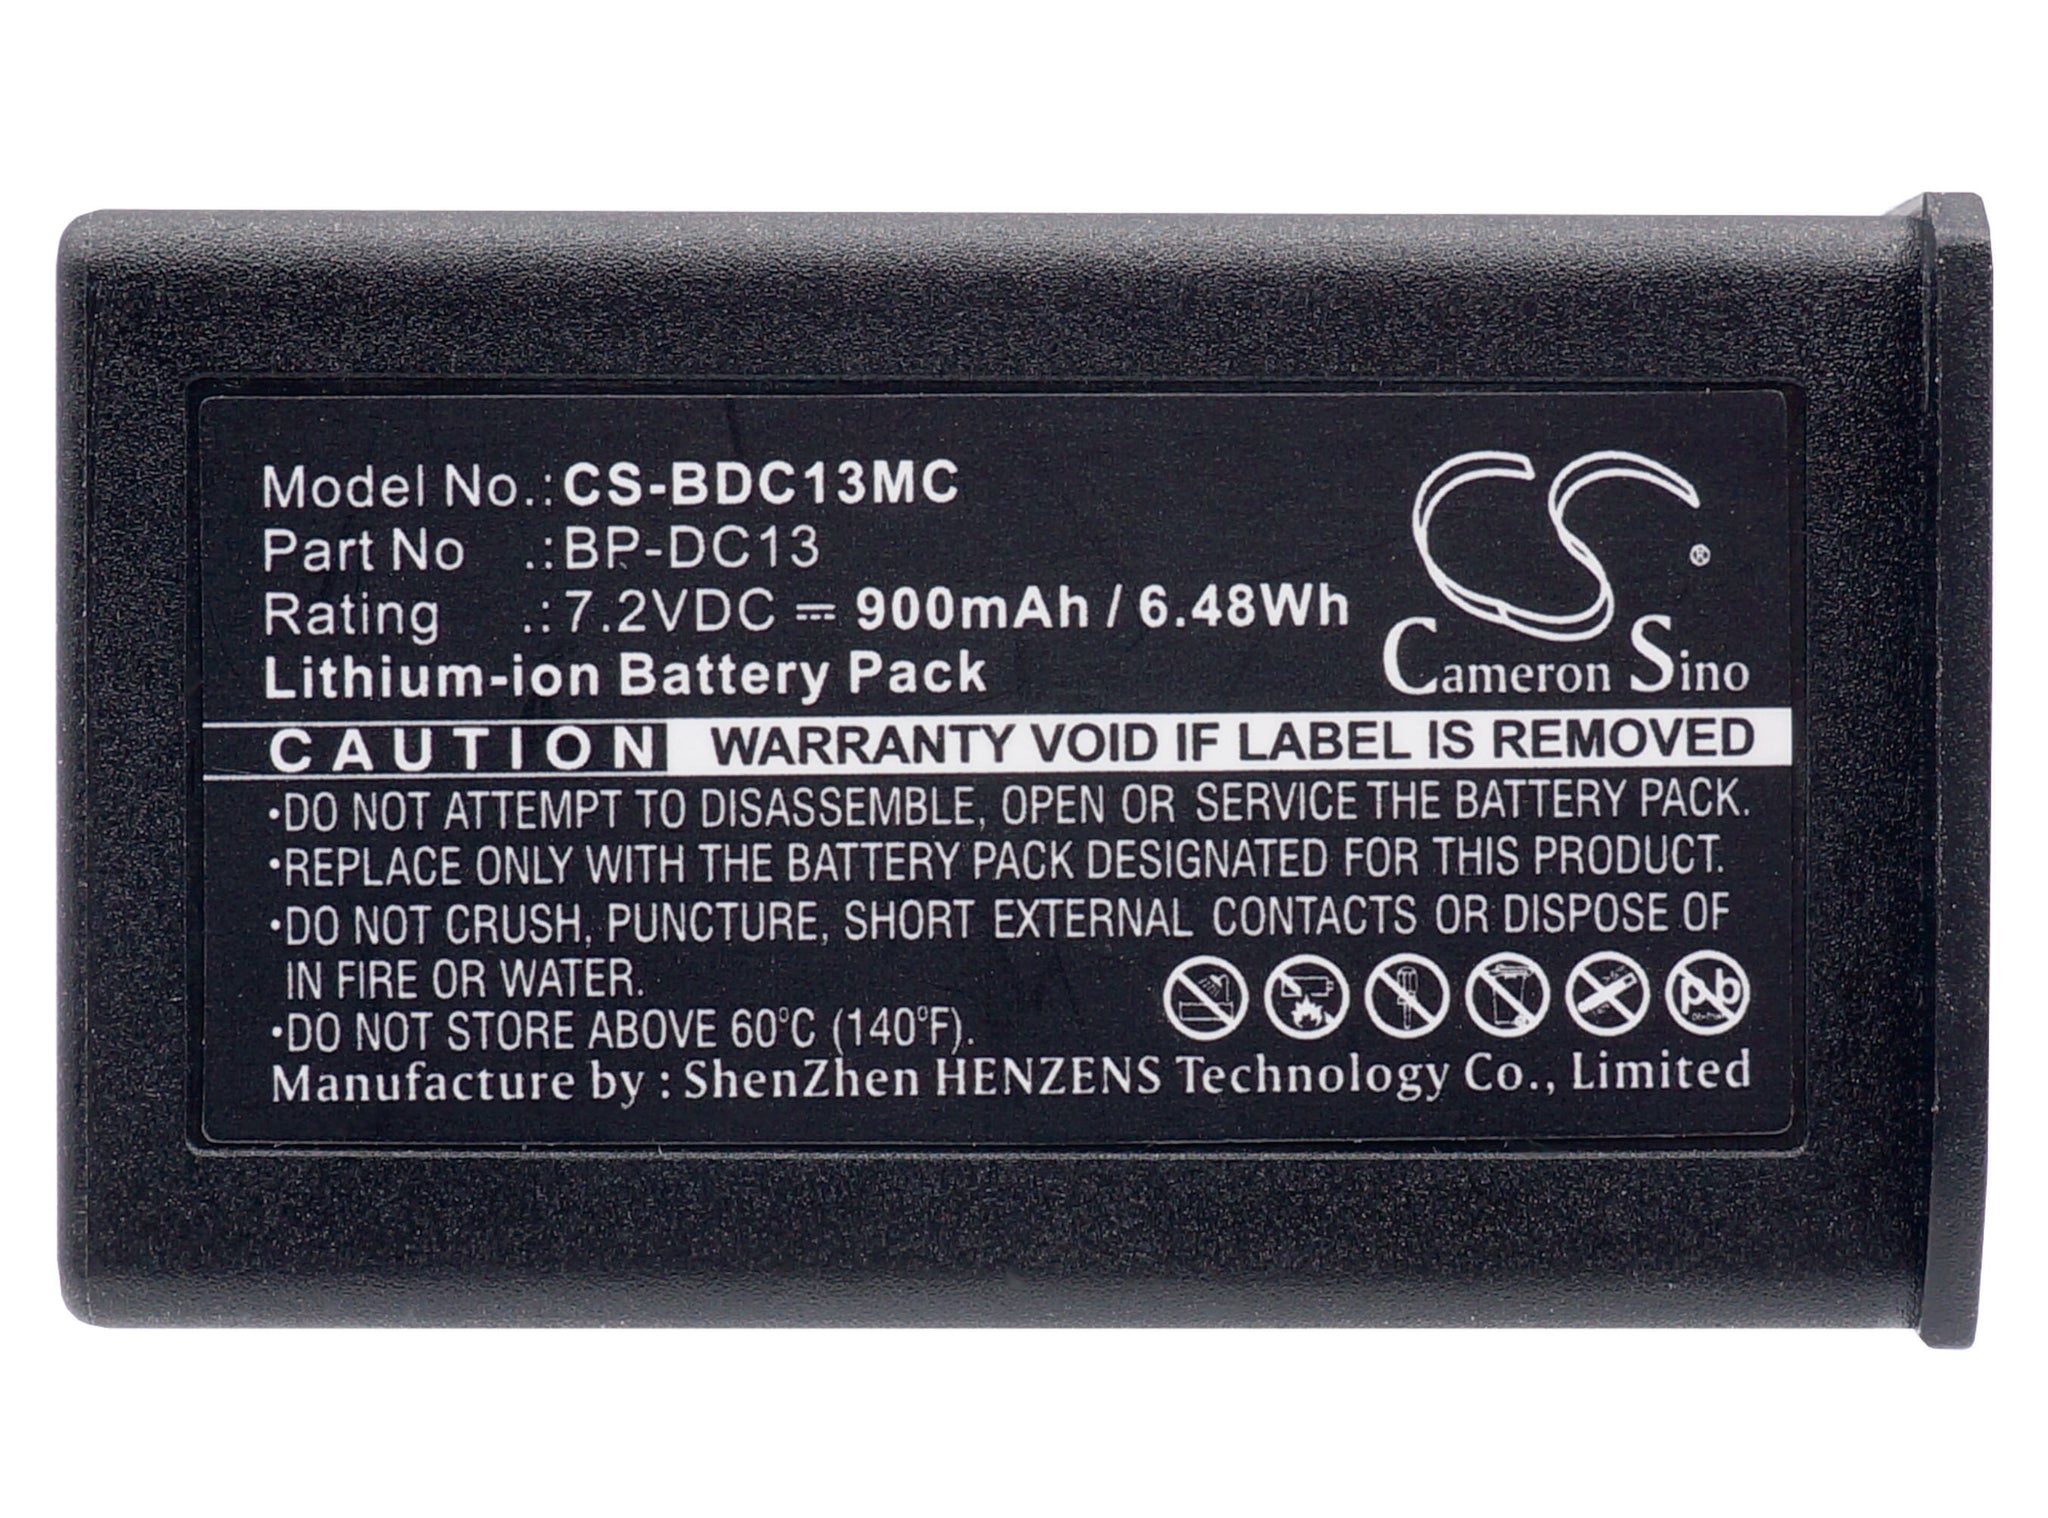 Model No.:CS-BDC13MC
Part No .:BP-DC13
Rating .:7.2VDC ⎓ 900mAh / 6.48Wh
Lithium-ion Battery Pack
CS®
Cameron Sino
CAUTION WARRANTY VOID IF LABEL IS REMOVED
•DO NOT ATTEMPT TO DISASSEMBLE, OPEN OR SERVICE THE BATTERY PACK.
•REPLACE ONLY WITH THE BATTERY PACK DESIGNATED FOR THIS PRODUCT.
•DO NOT CRUSH, PUNCTURE, SHORT EXTERNAL CONTACTS OR DISPOSE OF
IN FIRE OR WATER.
•DO NOT STORE ABOVE 60°C (140°F).
Pb
Manufacture by : ShenZhen HENZENS Technology Co., Limited